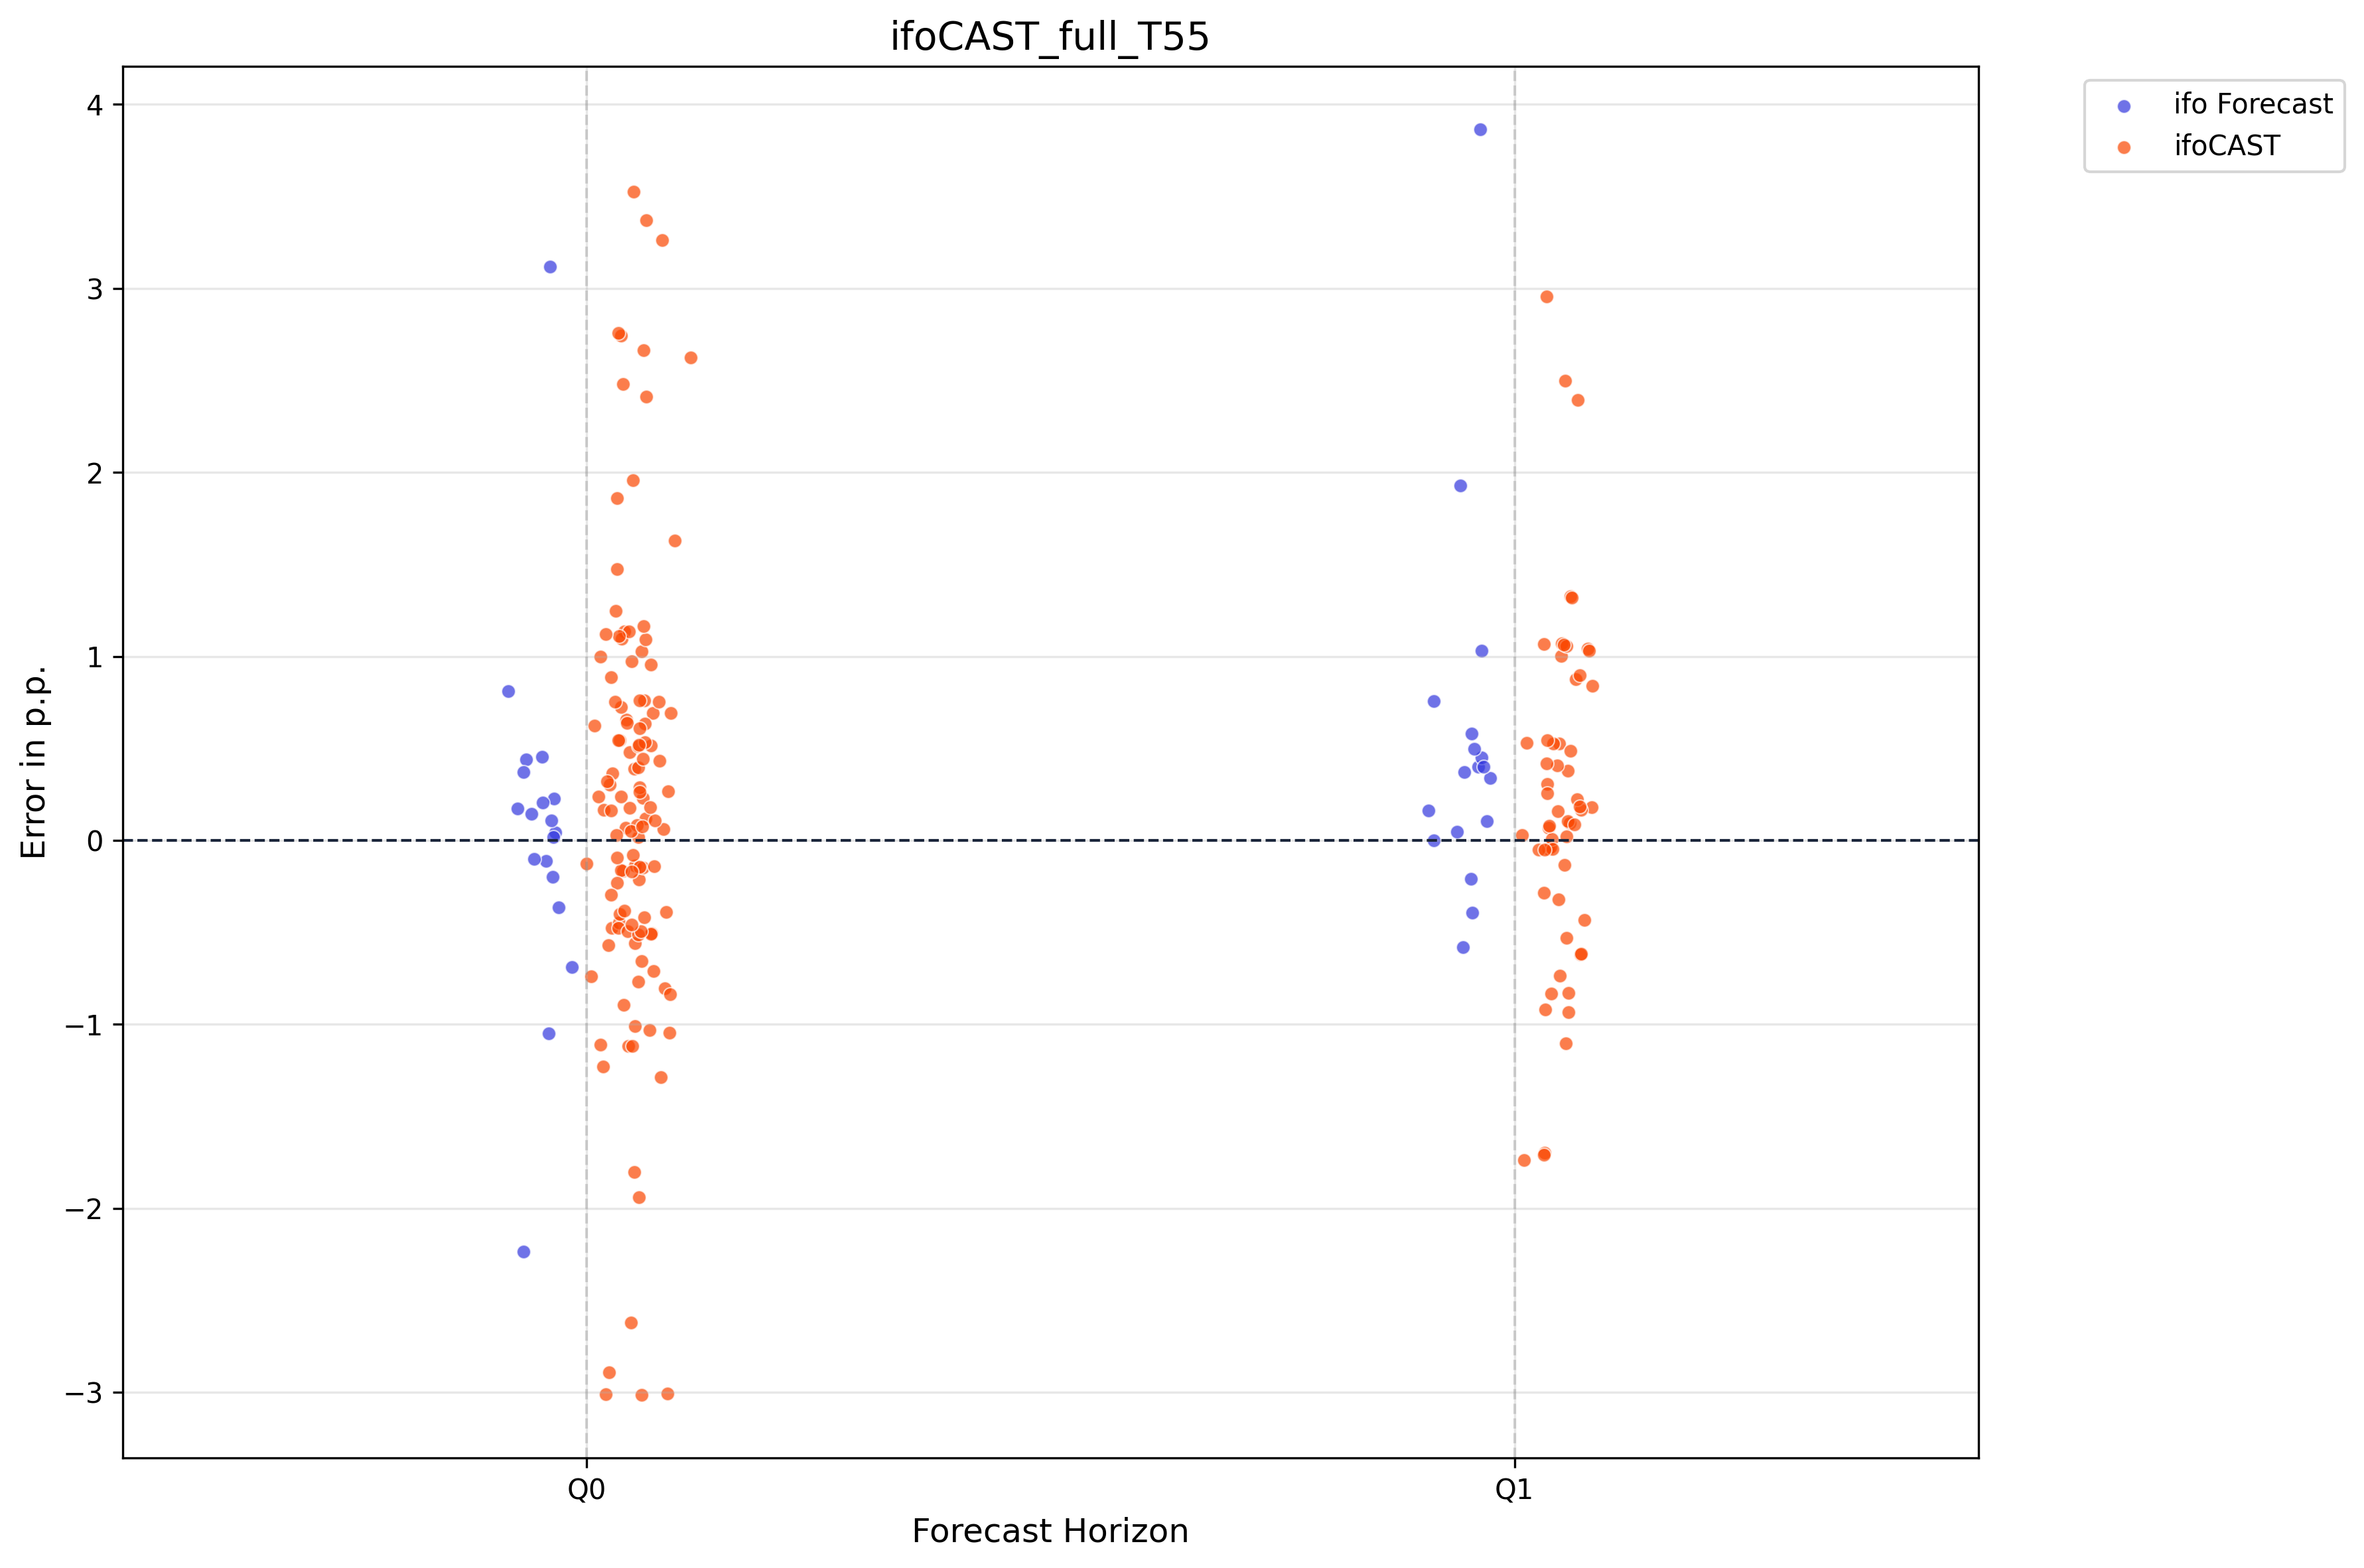 ifoCAST_full_T55
ifo Forecast
ifoCAST
Error in p.p.
4
3
2
1
0
−1
−2
−3
Q0
Q1
Forecast Horizon